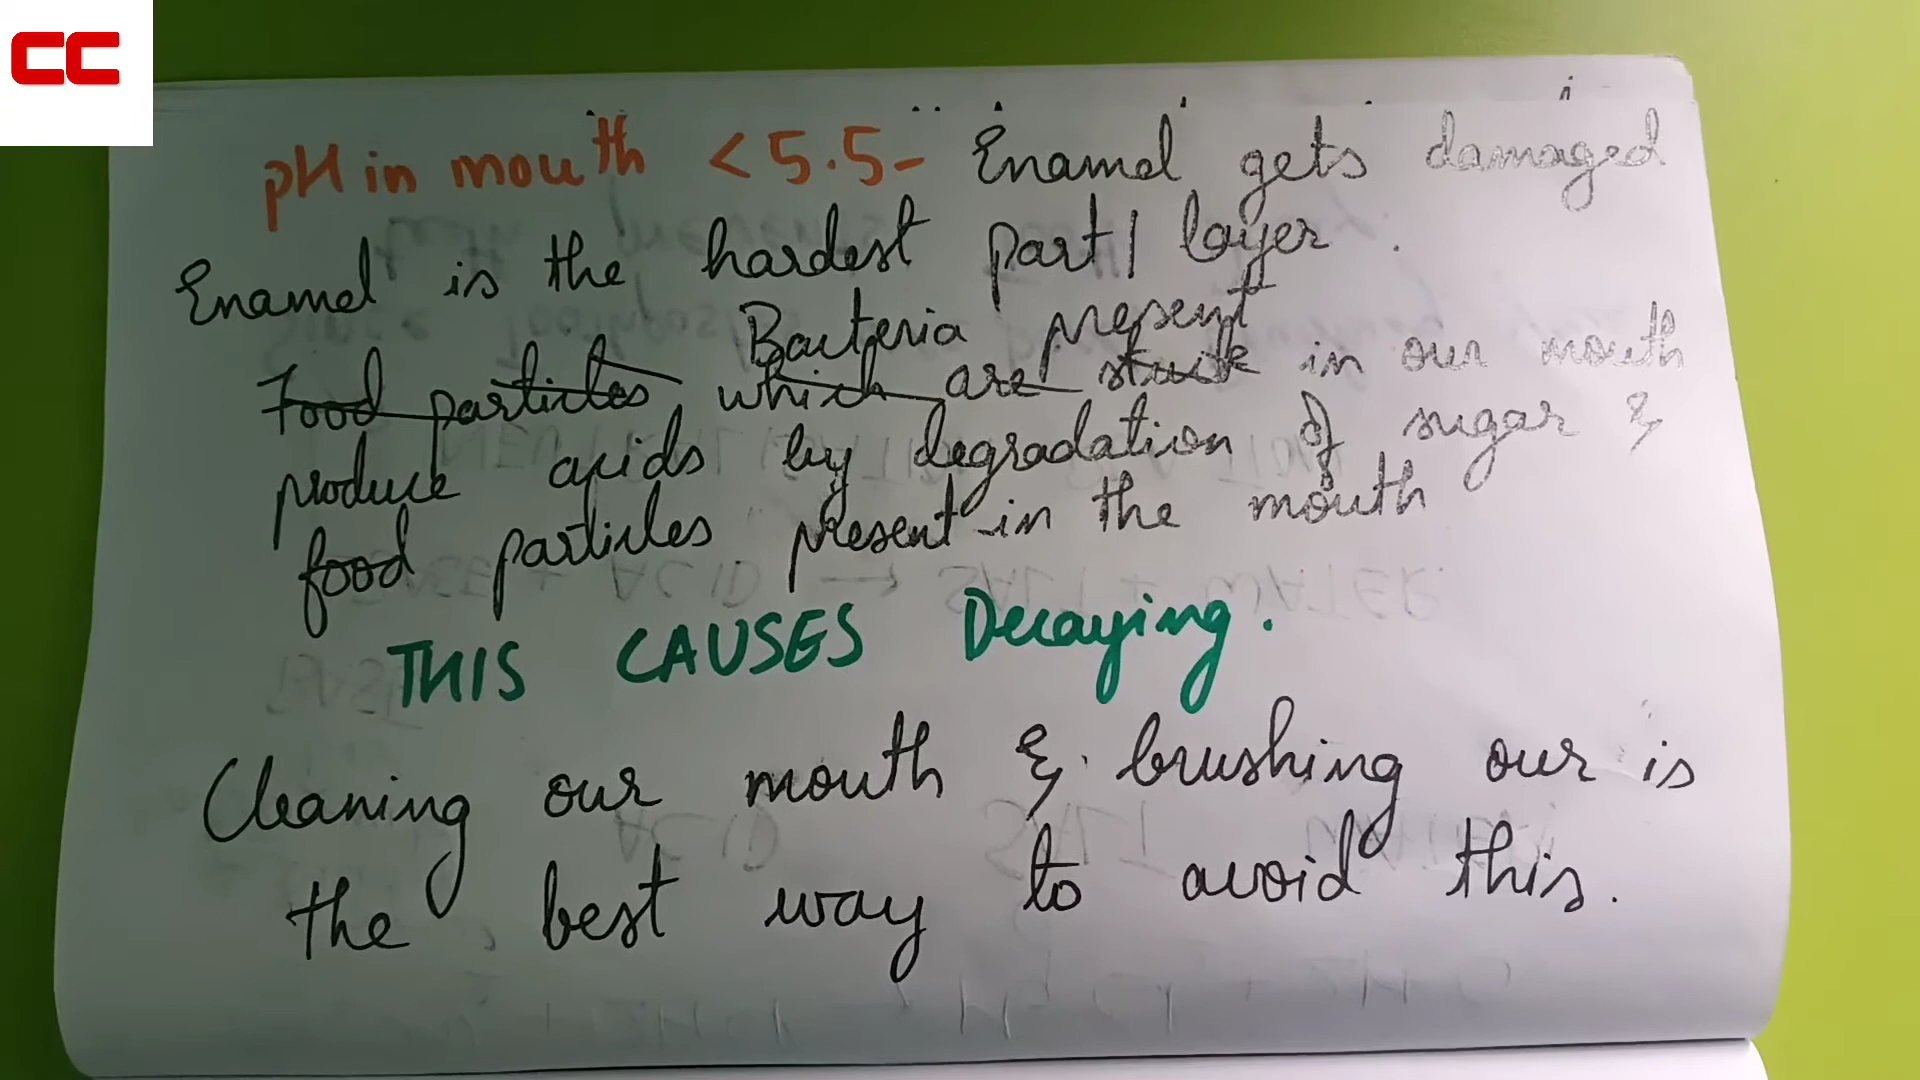 CC
pH in mouth < 5.5 - Enamel gets damaged
Enamel is the hardest part/layer.
Bacteria present
Food particles which are stuck in our mouth
produce acids by degradation of sugar &
food particles present in the mouth
THIS CAUSES Decaying.
Cleaning our mouth & brushing our is
the best way to avoid this.